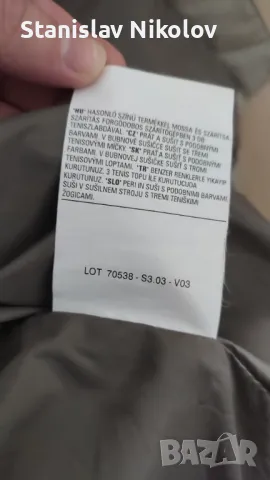 Stanislav Nikolov
*HU* HASONLÓ SZÍNŰ TERMÉKKEL MOSSA ÉS SZÁRÍTSA
SZÁRÍTÁS FORGÓDOBOS SZÁRÍTÓGÉPBEN 3 DB
TENISZLABDÁVAL. *CZ* PRÁT A SUŠIT S PODOBNÝMI
BARVAMI. V BUBNOVÉ SUŠIČCE SUŠIT SE TŘEMI
TENISOVÝMI MÍČKY *SK* PRAŤ A SUŠIŤ S PODOBNÝMI
FARBAMI. V BUBNOVEJ SUŠIČKE SUŠIŤ S TROMI
TENISOVÝMI LOPTAMI. *TR* BENZER RENKLERLE YIKAYIP
KURUTUNUZ. 3 TENIS TOPU ILE KURUTUCUDA
KURUTUNUZ. *SLO* PERI IN SUŠI S PODOBNIMI BARVAMI
SUŠI V SUŠILNEM STROJU S TREMI TENIŠKIMI
ŽOGICAMI.
LOT 70538 - S3.03 - V03
BAZAR